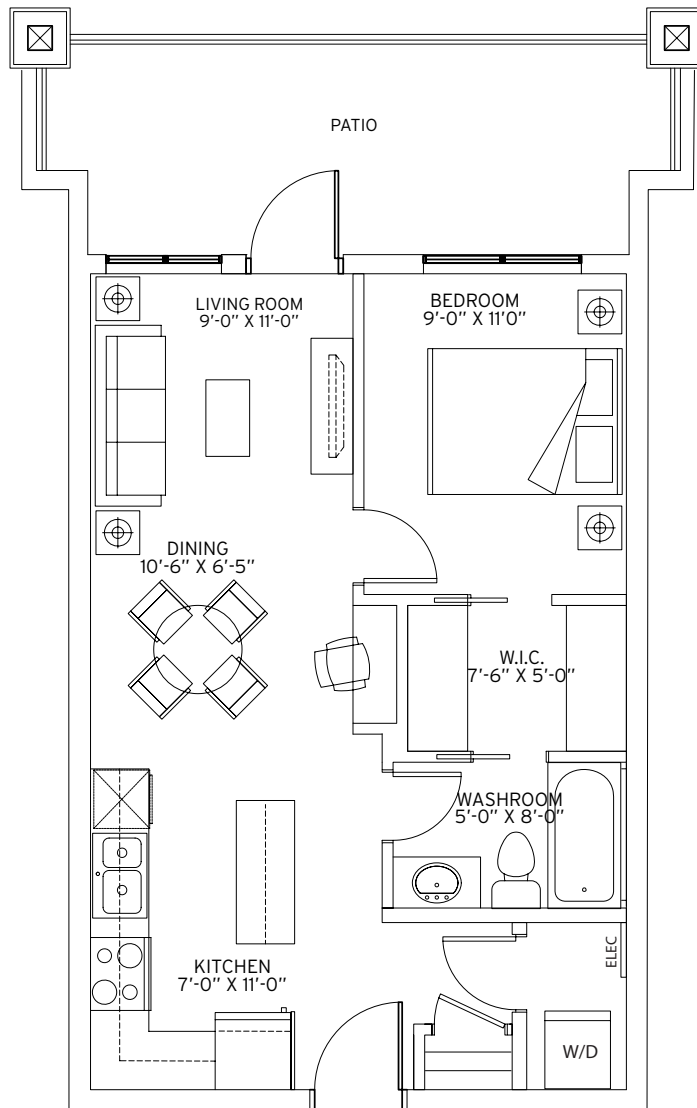 PATIO
LIVING ROOM
9'-0" X 11'-0"
BEDROOM
9'-0" X 11'0"
DINING
10'-6" X 6'-5"
W.I.C.
7'-6" X 5'-0"
WASHROOM
5'-0" X 8'-0"
KITCHEN
7'-0" X 11'-0"
ELEC
W/D